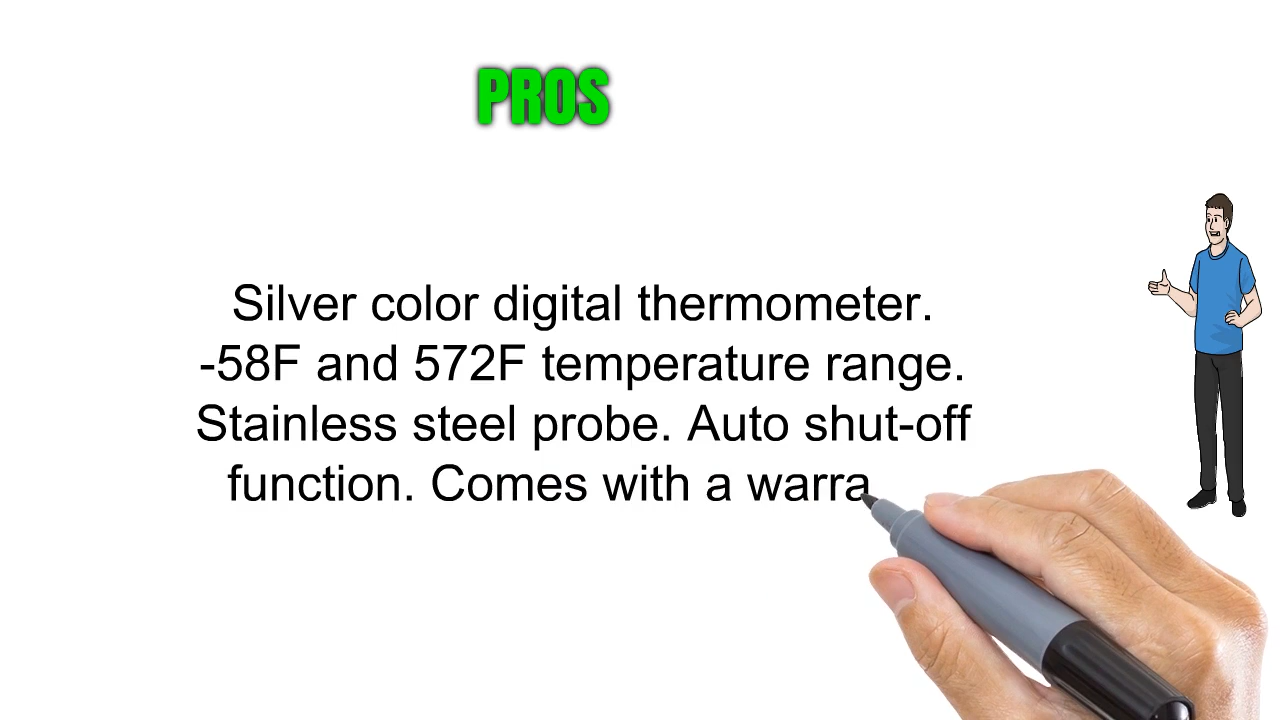 PROS
Silver color digital thermometer.
-58F and 572F temperature range.
Stainless steel probe. Auto shut-off
function. Comes with a warra